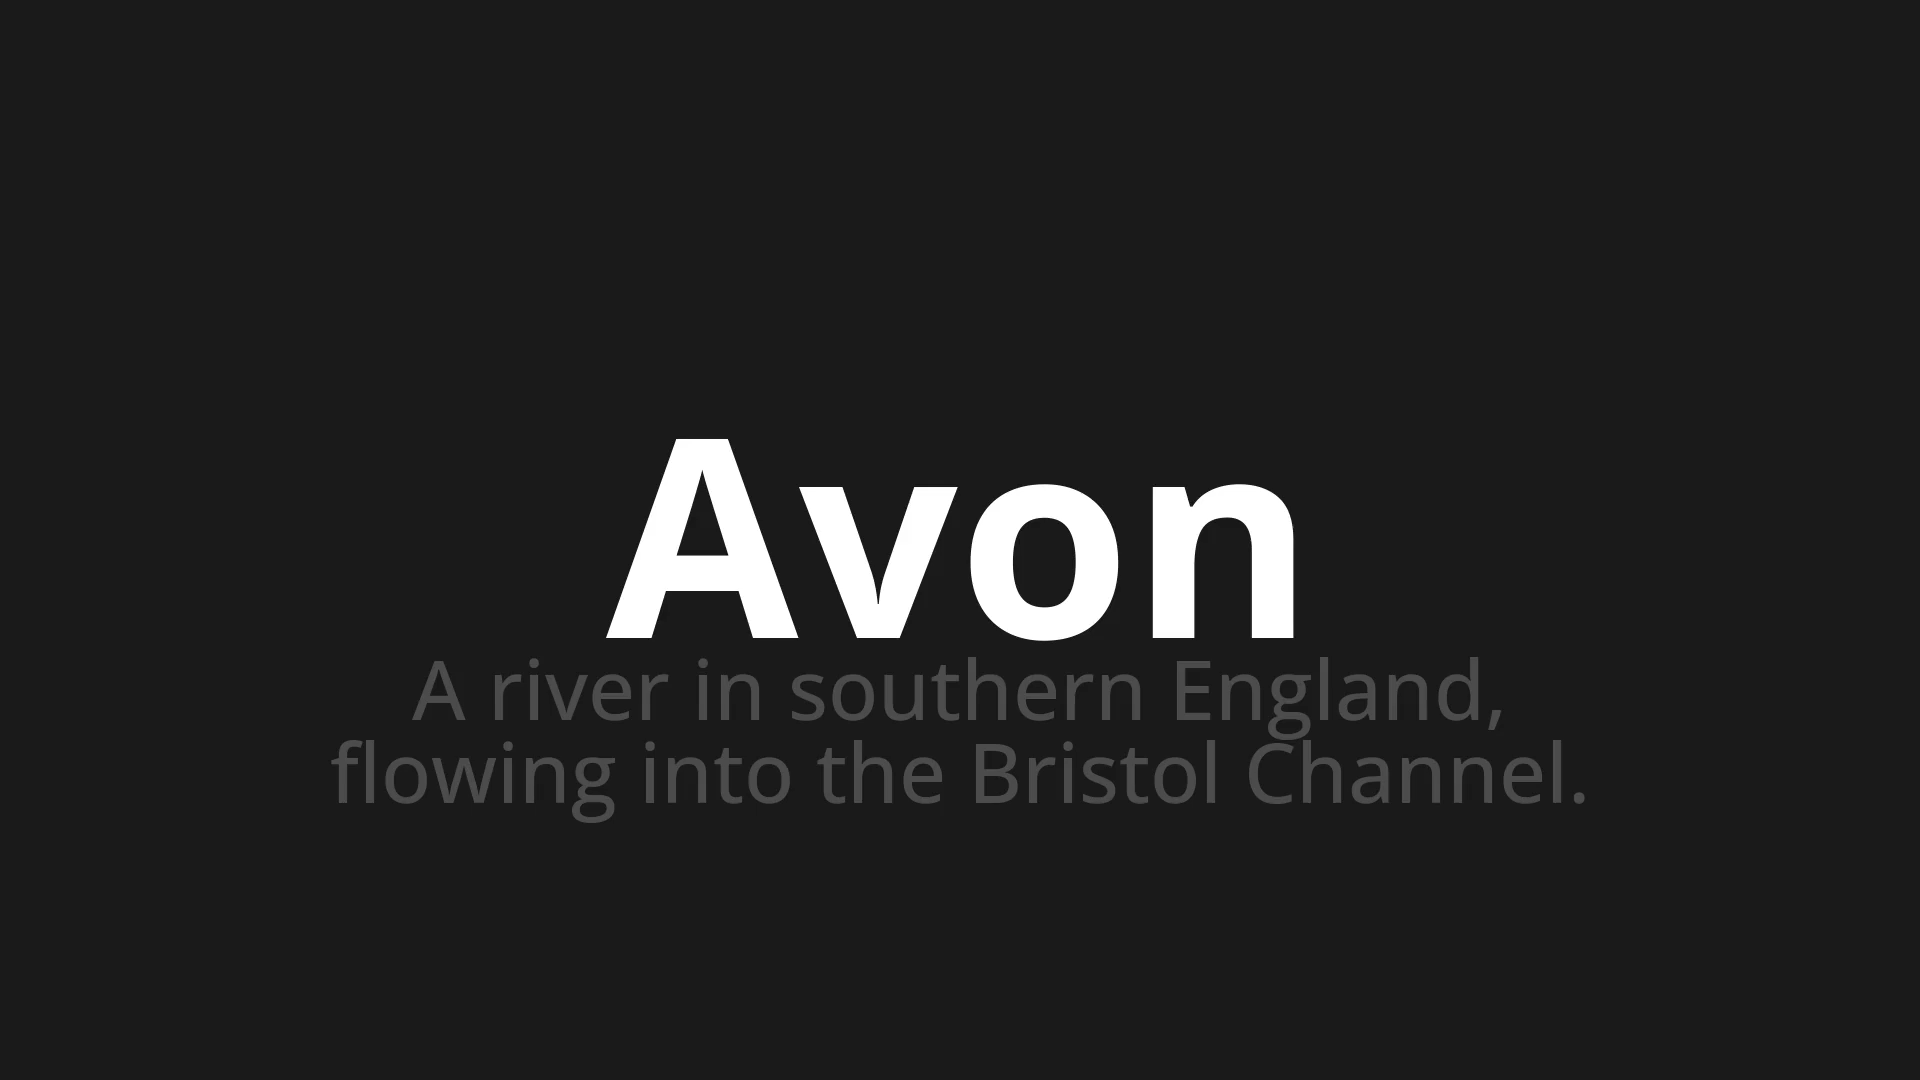 Avon
A river in southern England,
flowing into the Bristol Channel.